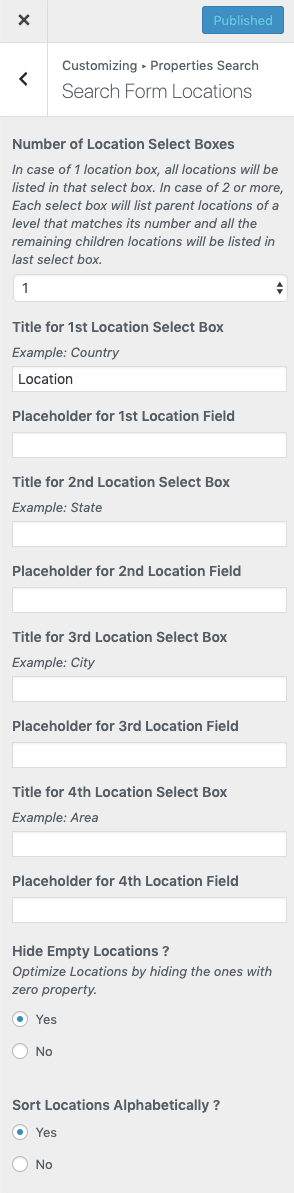 Published
Customizing ▸ Properties Search
Search Form Locations
Number of Location Select Boxes
In case of 1 location box, all locations will be
listed in that select box. In case of 2 or more,
Each select box will list parent locations of a
level that matches its number and all the
remaining children locations will be listed in
last select box.
1
Title for 1st Location Select Box
Example: Country
Location
Placeholder for 1st Location Field
Title for 2nd Location Select Box
Example: State
Placeholder for 2nd Location Field
Title for 3rd Location Select Box
Example: City
Placeholder for 3rd Location Field
Title for 4th Location Select Box
Example: Area
Placeholder for 4th Location Field
Hide Empty Locations ?
Optimize Locations by hiding the ones with
zero property.
Yes
No
Sort Locations Alphabetically ?
Yes
No